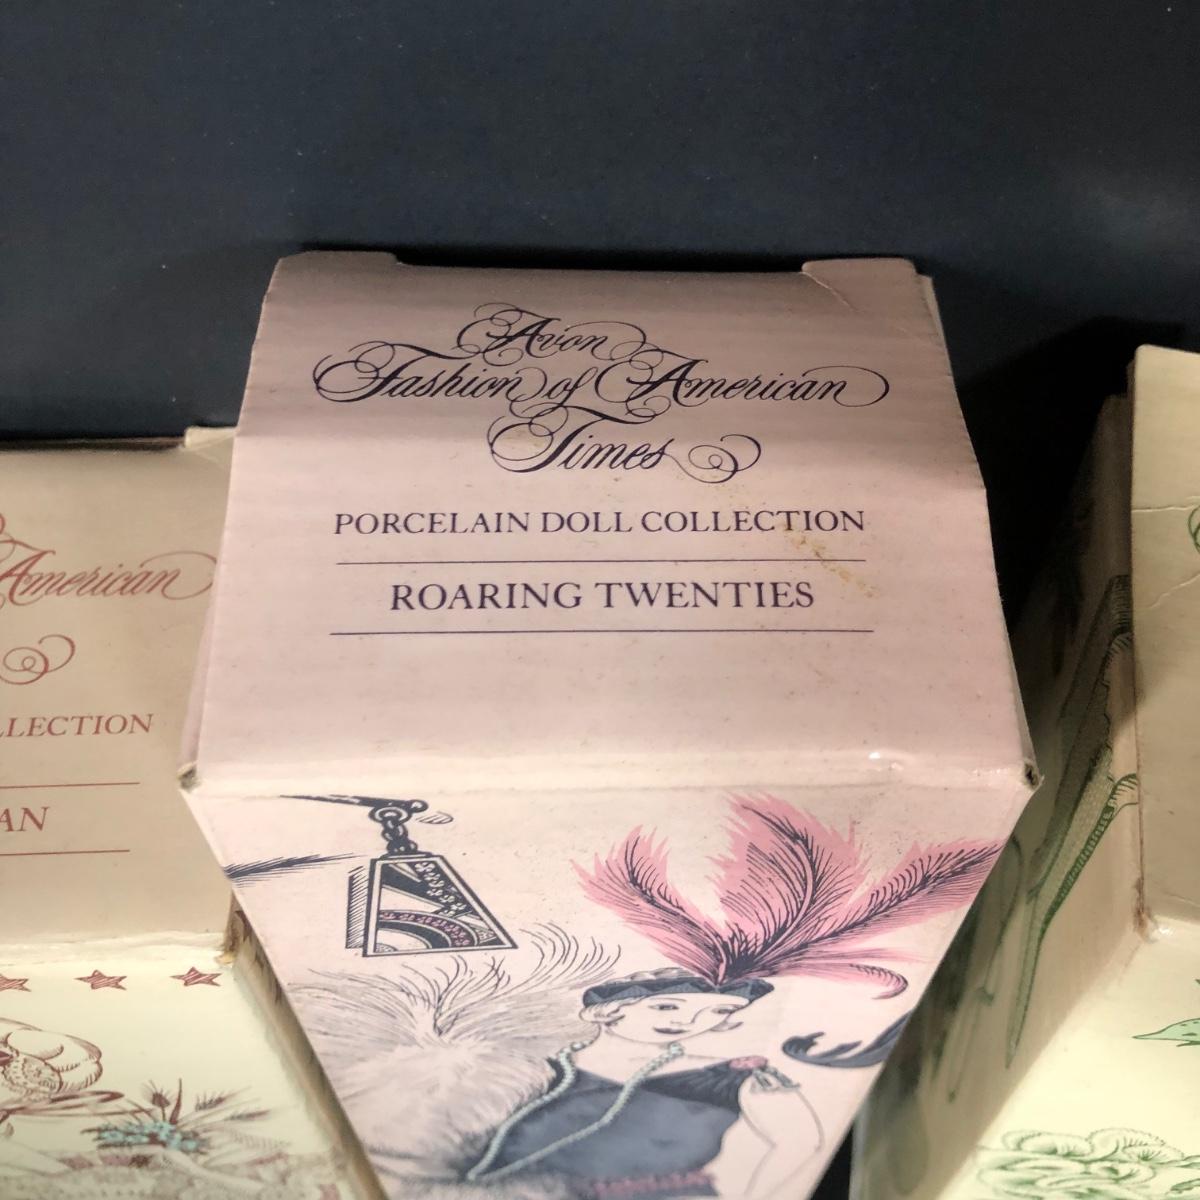 Avon
Fashion of American
Times
PORCELAIN DOLL COLLECTION
ROARING TWENTIES
American
LLECTION
AN